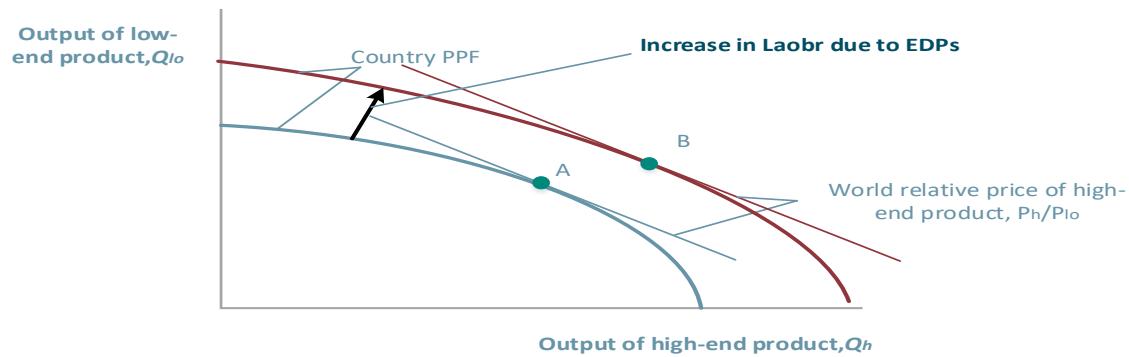 Output of low-
end product,Qlo
Country PPF
Increase in Laobr due to EDPs
B
A
World relative price of high-
end product, Ph/Plo
Output of high-end product,Qh